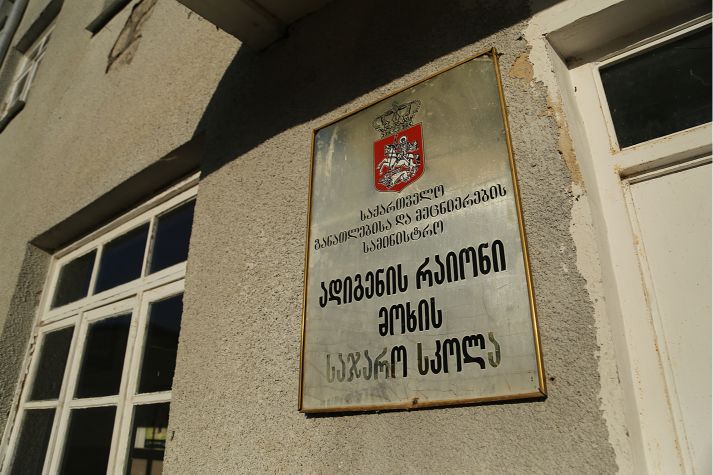 საქართველო
განათლებისა და მეცნიერების
სამინისტრო
ადიგენის რაიონი
მოხის
საჯარო სკოლა